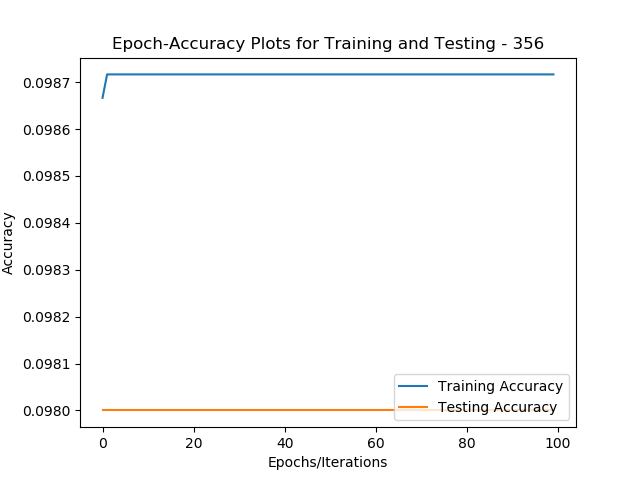 Epoch-Accuracy Plots for Training and Testing - 356
Accuracy
0.0987
0.0986
0.0985
0.0984
0.0983
0.0982
0.0981
0.0980
Training Accuracy
Testing Accuracy
0 20 40 60 80 100
Epochs/Iterations